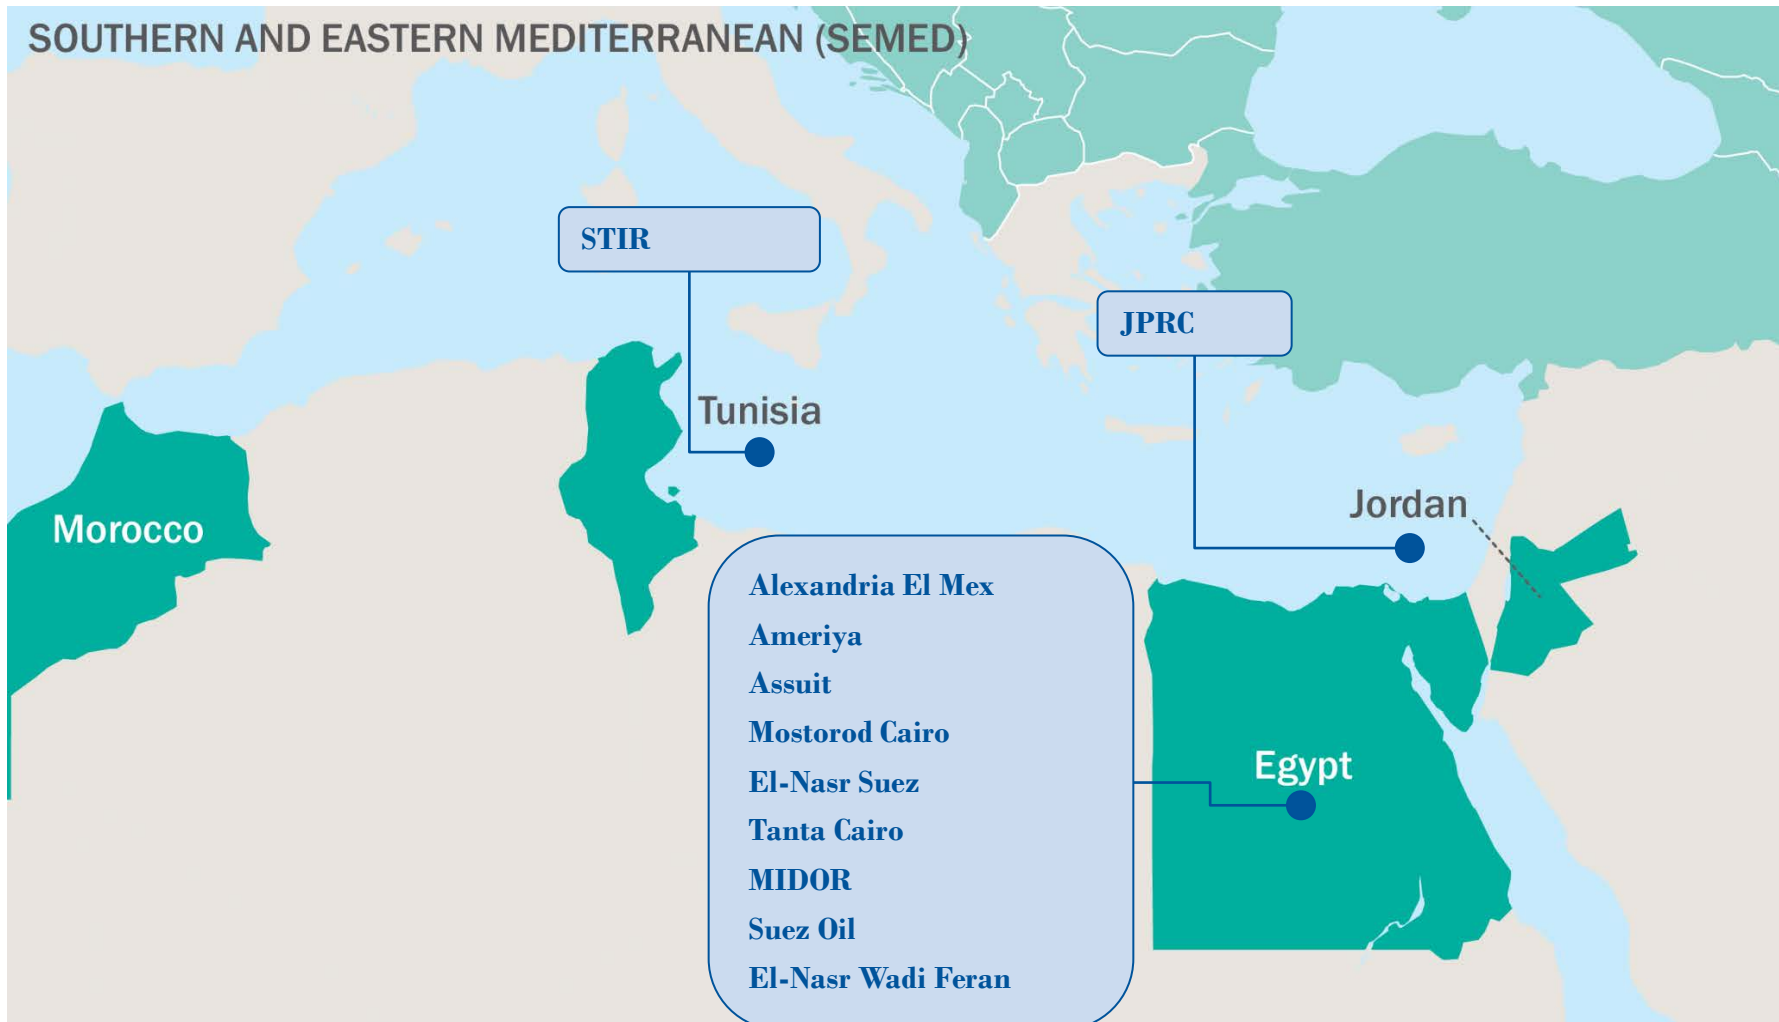 SOUTHERN AND EASTERN MEDITERRANEAN (SEMED)
STIR
JPRC
Tunisia
Jordan
Morocco
Alexandria El Mex
Ameriya
Assuit
Mostorod Cairo
El-Nasr Suez
Tanta Cairo
MIDOR
Suez Oil
El-Nasr Wadi Feran
Egypt